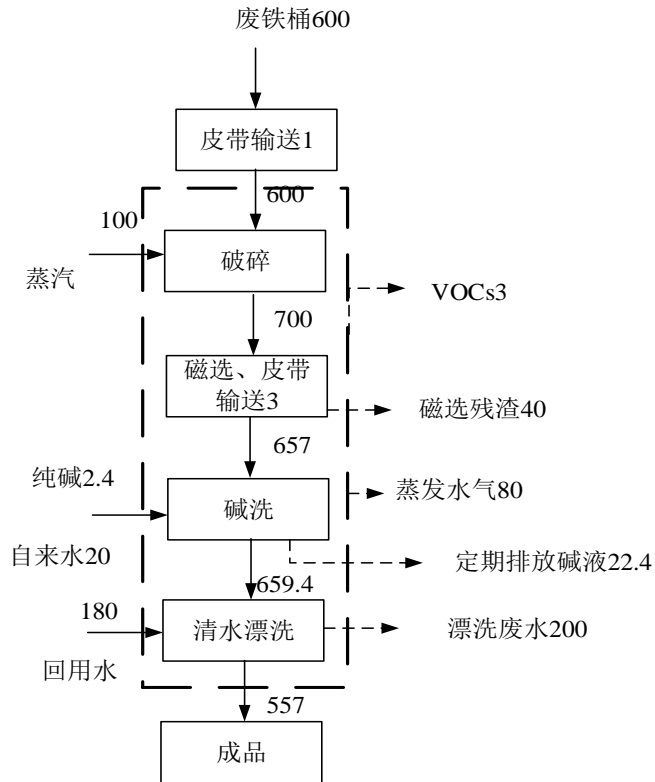 废铁桶600
皮带输送1
600
100
破碎
蒸汽
VOCs3
700
磁选、皮带
输送3
磁选残渣40
657
纯碱2.4
蒸发水气80
碱洗
自来水20
定期排放碱液22.4
659.4
180
清水漂洗
漂洗废水200
回用水
557
成品